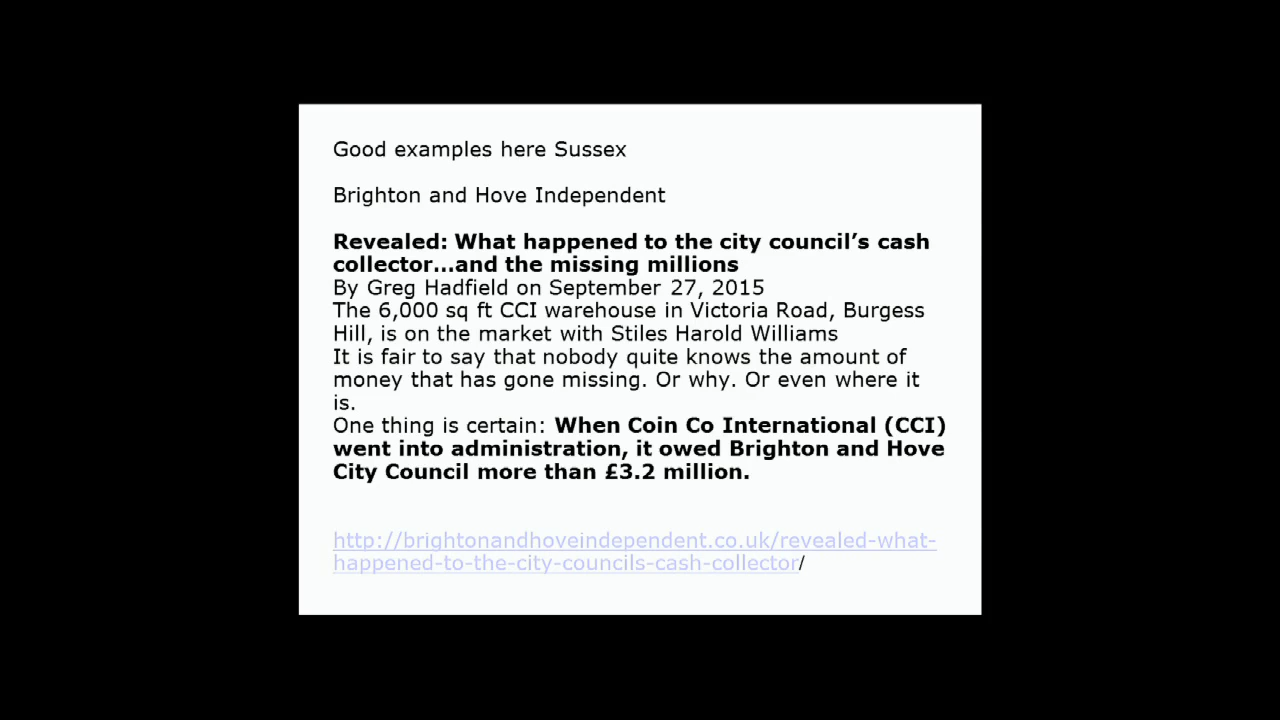 Good examples here Sussex
Brighton and Hove Independent
Revealed: What happened to the city council’s cash
collector…and the missing millions
By Greg Hadfield on September 27, 2015
The 6,000 sq ft CCI warehouse in Victoria Road, Burgess
Hill, is on the market with Stiles Harold Williams
It is fair to say that nobody quite knows the amount of
money that has gone missing. Or why. Or even where it
is.
One thing is certain: When Coin Co International (CCI)
went into administration, it owed Brighton and Hove
City Council more than £3.2 million.
http://brightonandhoveindependent.co.uk/revealed-what-
happened-to-the-city-councils-cash-collector/